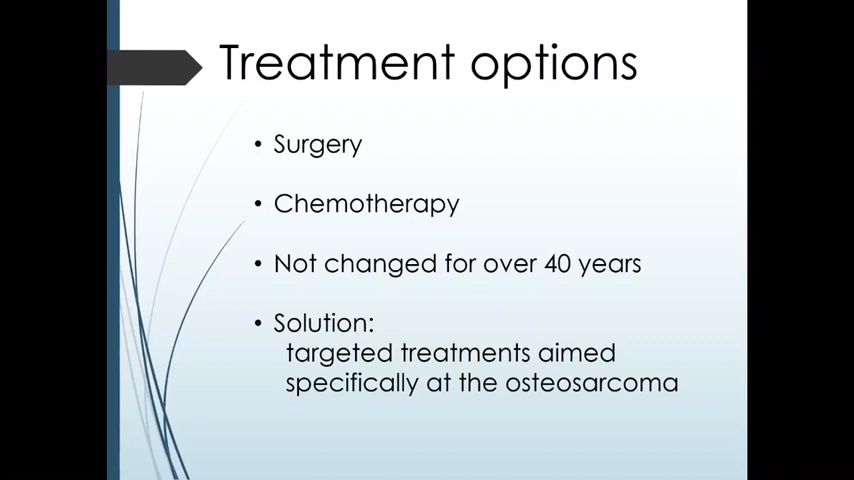 Treatment options
• Surgery
• Chemotherapy
• Not changed for over 40 years
• Solution:
targeted treatments aimed
specifically at the osteosarcoma